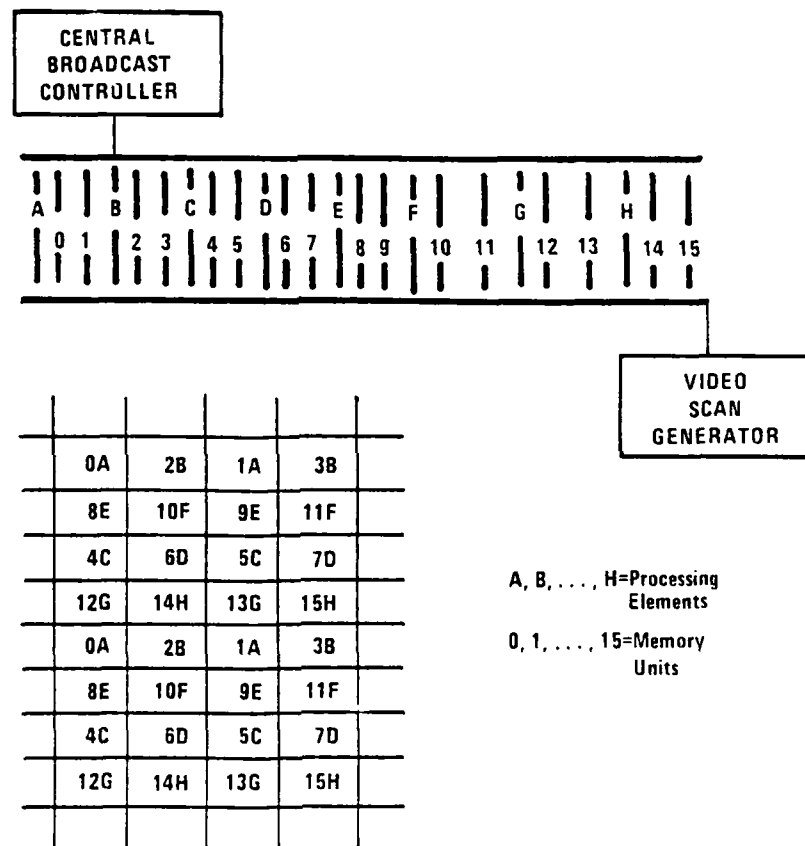 CENTRAL
BROADCAST
CONTROLLER
A B C D E F G H
0 1 2 3 4 5 6 7 8 9 10 11 12 13 14 15
VIDEO
SCAN
GENERATOR
0A 2B 1A 3B
8E 10F 9E 11F
4C 6D 5C 7D
12G 14H 13G 15H
0A 2B 1A 3B
8E 10F 9E 11F
4C 6D 5C 7D
12G 14H 13G 15H
A, B, . . . , H=Processing
Elements
0, 1, . . . , 15=Memory
Units